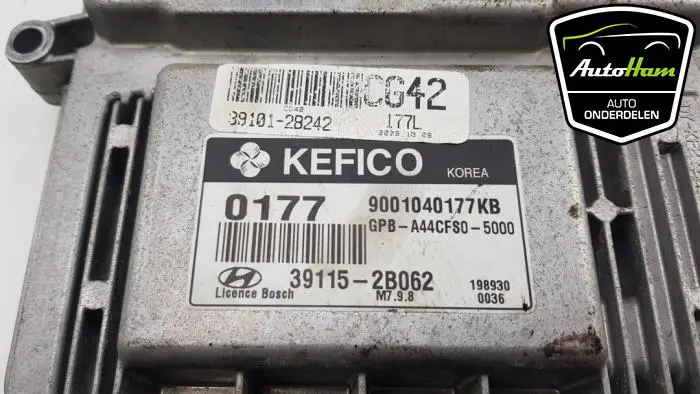 CG42
CG42
39101-2B242 177L
KEFICO KOREA
0177 9001040177KB
GPB-A44CFS0-5000
39115-2B062 198930
Licence Bosch M7.9.8 0036
AutoHam
AUTO
ONDERDELEN